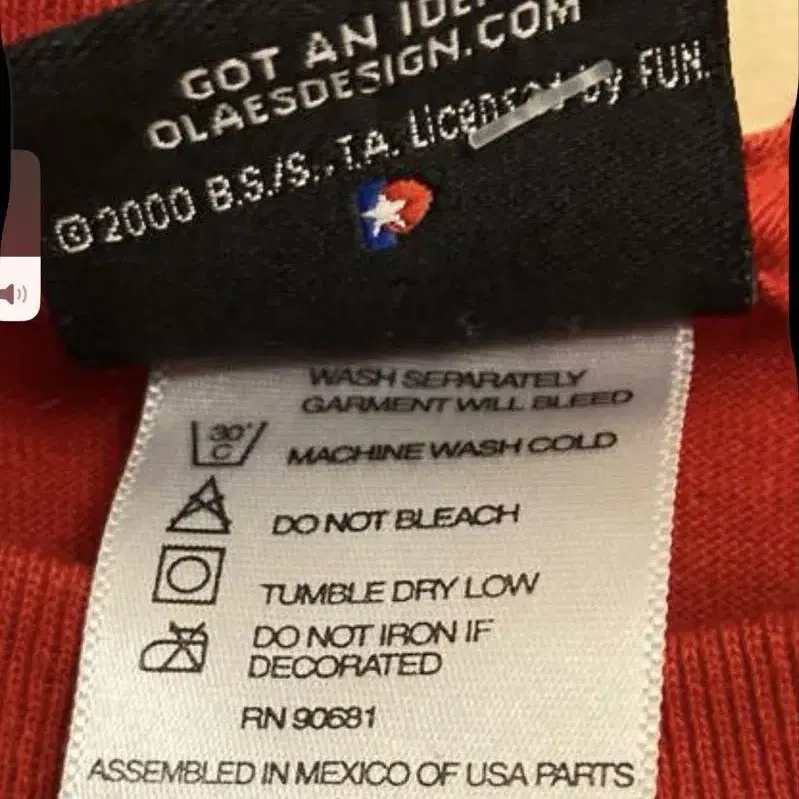 GOT AN
OLAESDESIGN.COM
©2000 B.S./S., T.A. Licensed by FUN.
WASH SEPARATELY
GARMENT WILL BLEED
30°
C
MACHINE WASH COLD
DO NOT BLEACH
TUMBLE DRY LOW
DO NOT IRON IF
DECORATED
RN 90681
ASSEMBLED IN MEXICO OF USA PARTS